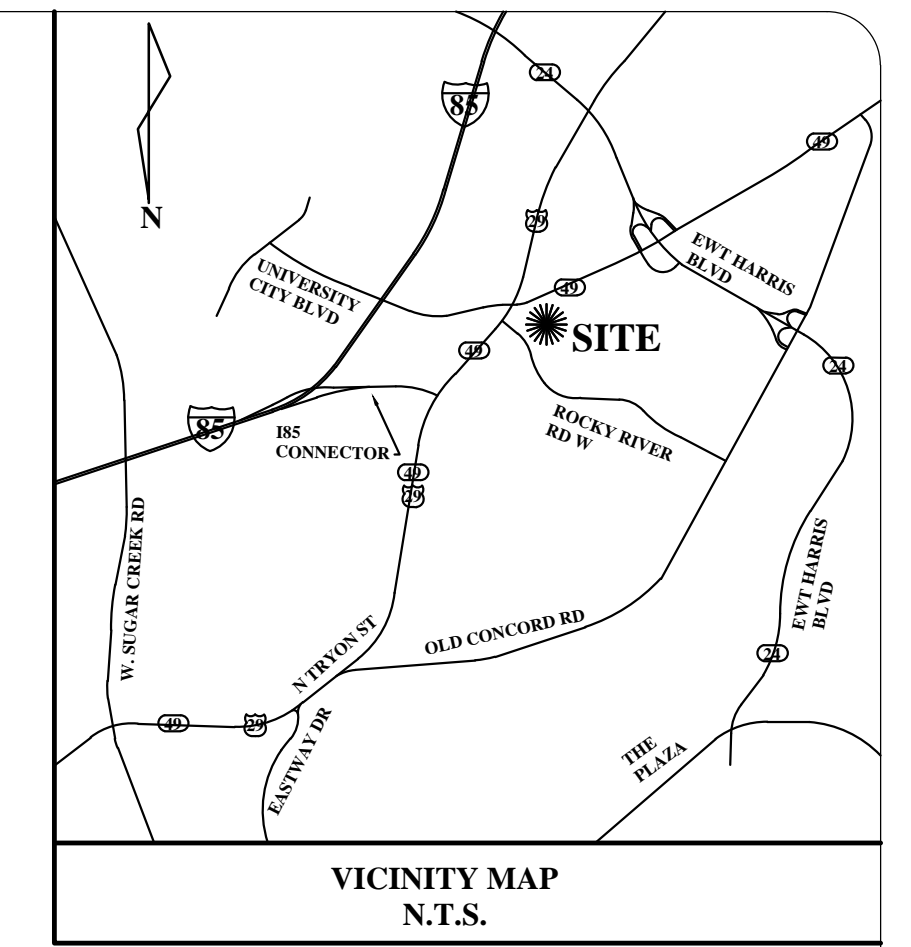 24
85
49
N
29
EWT HARRIS
BLVD
UNIVERSITY
CITY BLVD
49
SITE
49
24
85
I85
CONNECTOR
ROCKY RIVER
RD W
49
29
W. SUGAR CREEK RD
EWT HARRIS
BLVD
N TRYON ST
OLD CONCORD RD
24
49
29
EASTWAY DR
THE
PLAZA
VICINITY MAP
N.T.S.